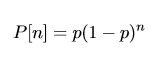 P[n] = p(1 − p)ⁿ